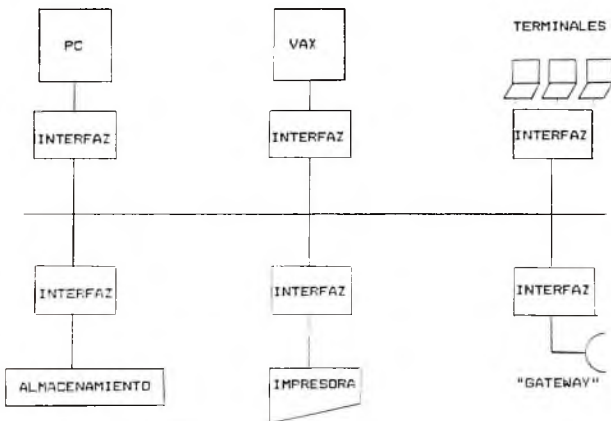 TERMINALES
PC
VAX
INTERFAZ
INTERFAZ
INTERFAZ
INTERFAZ
INTERFAZ
INTERFAZ
ALMACENAMIENTO
IMPRESORA
"GATEWAY"